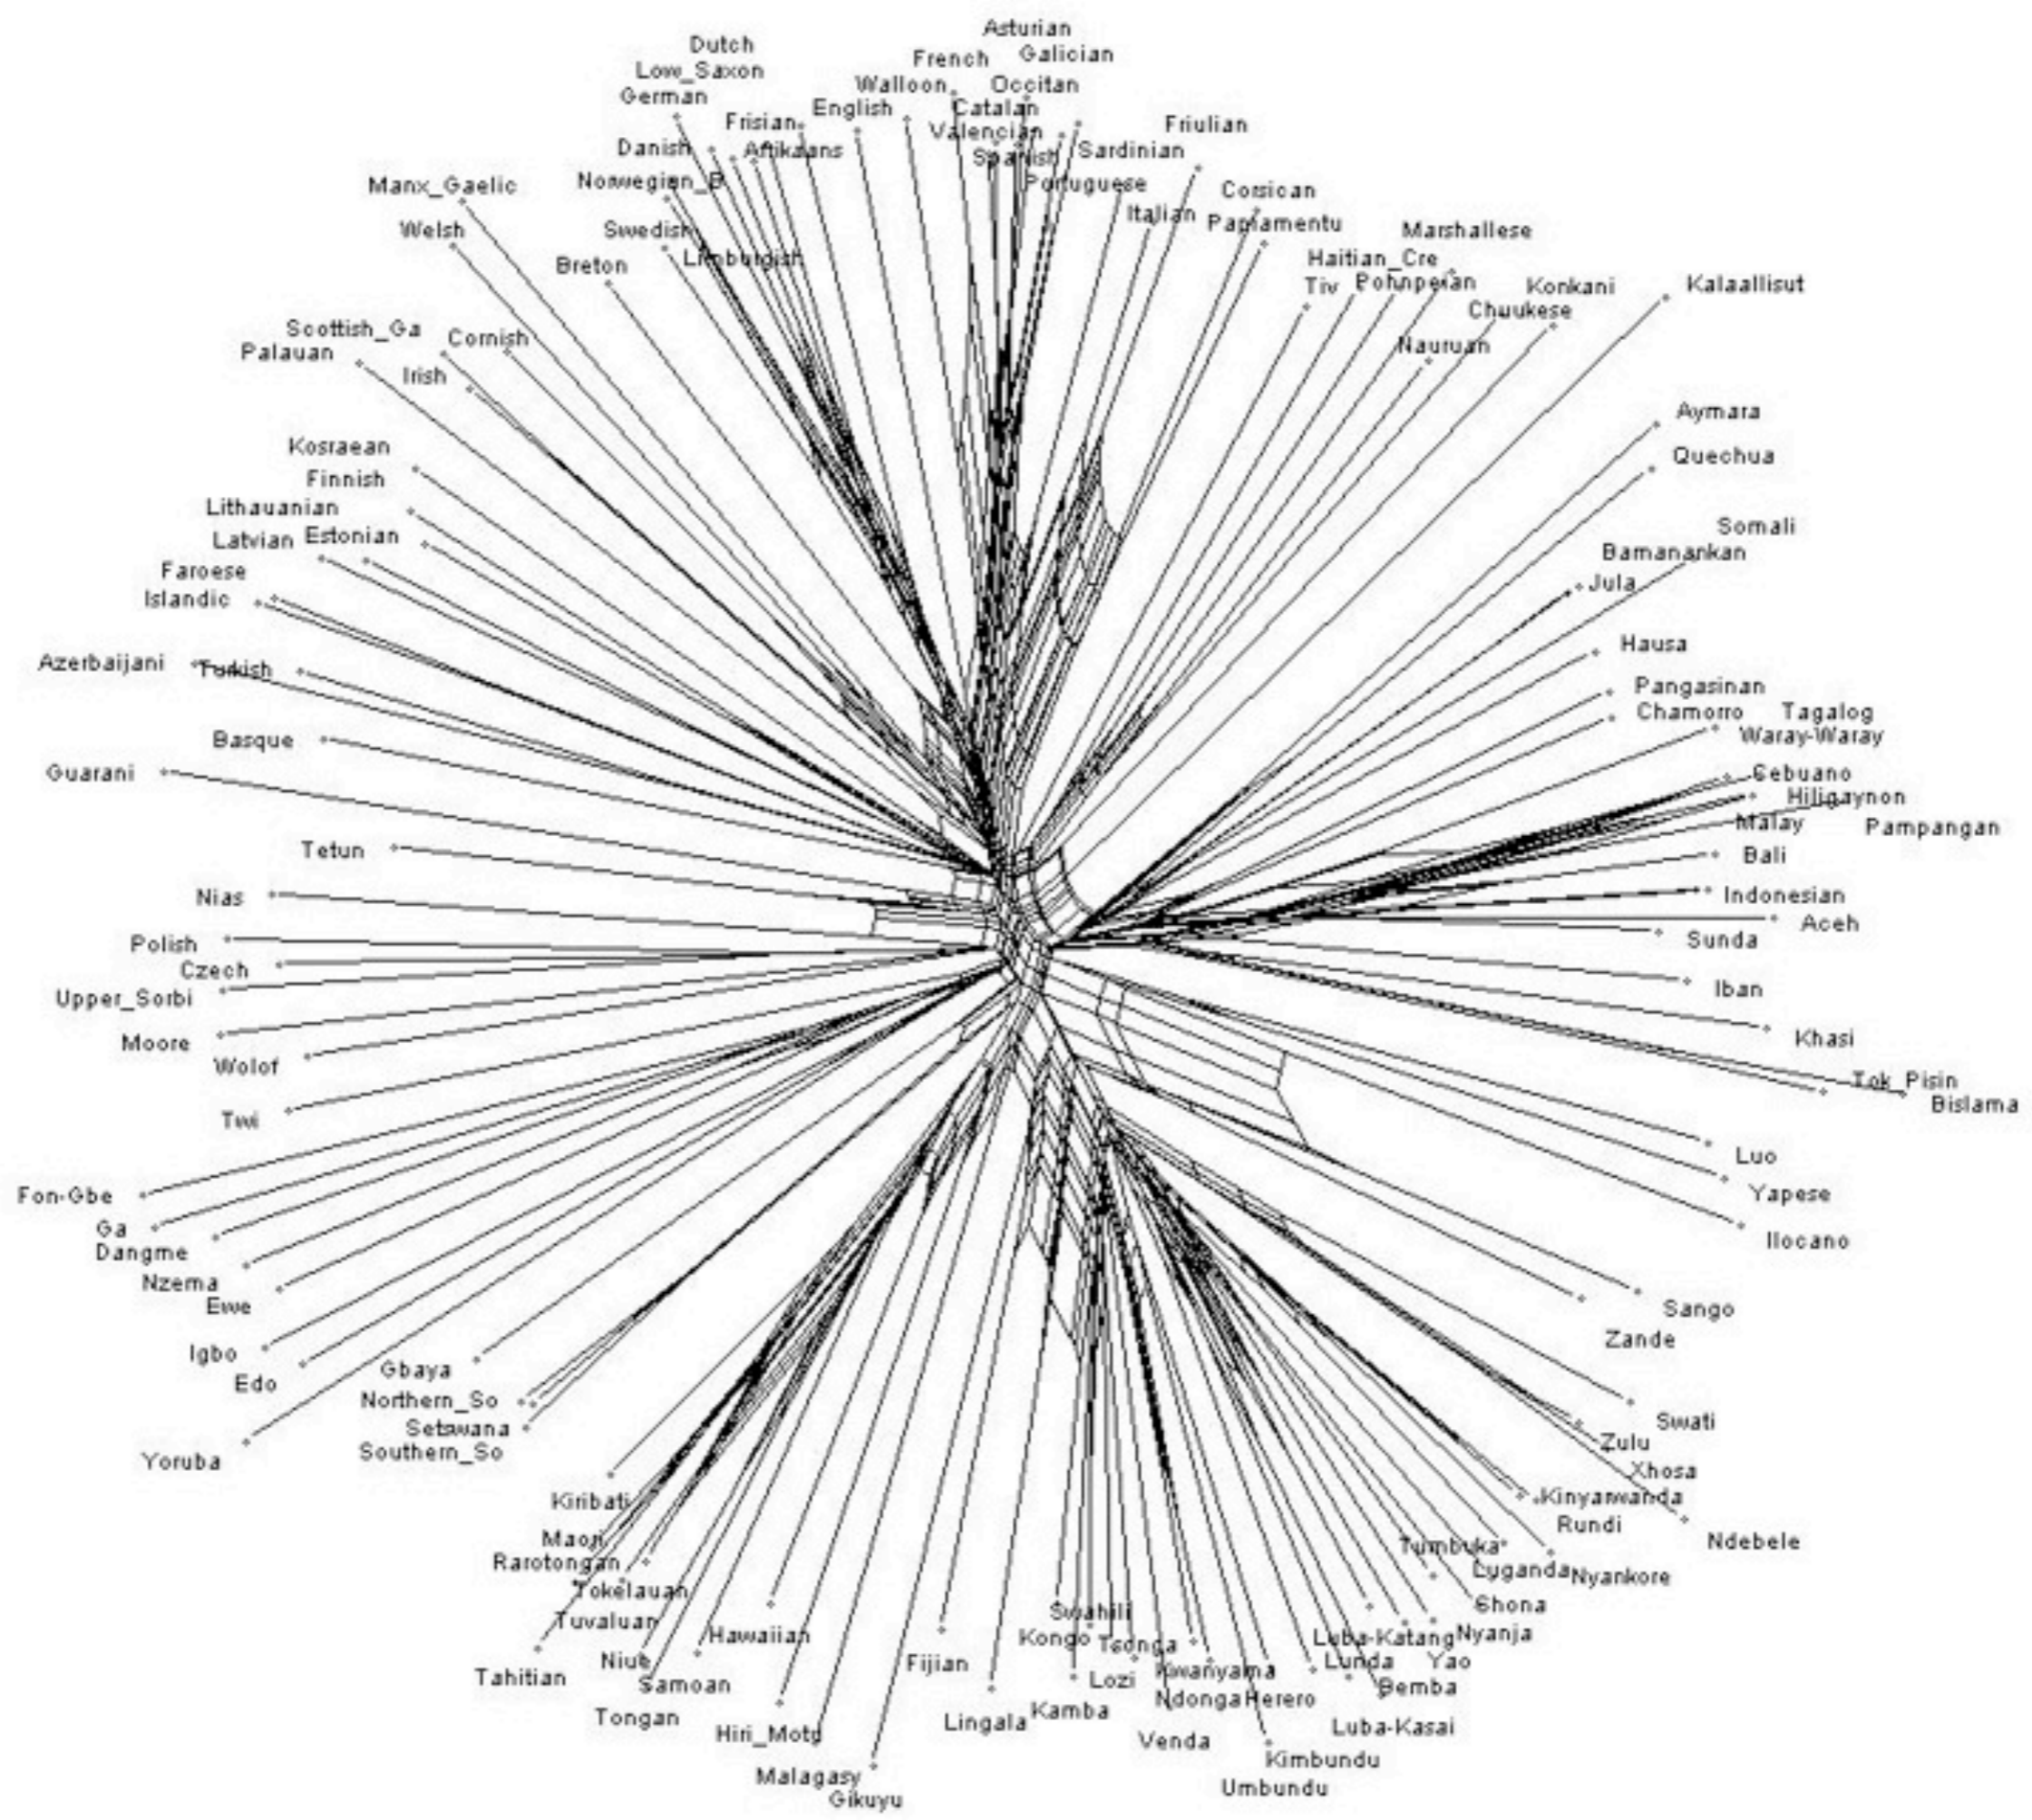 Asturian
Dutch
French
Galician
Low_Saxon
Walloon
Occitan
German
English
Catalan
Frisian
Valencian
Friulian
Danish
Afrikaans
Spanish
Sardinian
Manx_Gaelic
Norwegian_B
Portuguese
Corsican
Italian
Papiamentu
Welsh
Swedish
Marshallese
Limburgish
Haitian_Cre
Breton
Tiv
Pohnpeian
Konkani
Kalaallisut
Chuukese
Scottish_Ga
Cornish
Palauan
Nauruan
Irish
Aymara
Kosraean
Quechua
Finnish
Lithauanian
Somali
Latvian
Estonian
Bamanankan
Faroese
Jula
Islandic
Hausa
Azerbaijani
Turkish
Pangasinan
Chamorro
Tagalog
Basque
Waray-Waray
Guarani
Cebuano
Hiligaynon
Malay
Pampangan
Tetun
Bali
Nias
Indonesian
Aceh
Polish
Sunda
Czech
Upper_Sorbi
Iban
Moore
Khasi
Wolof
Tok_Pisin
Bislama
Twi
Luo
Fon-Gbe
Yapese
Ga
Ilocano
Dangme
Nzema
Ewe
Sango
Igbo
Zande
Gbaya
Edo
Northern_So
Swati
Setswana
Zulu
Southern_So
Yoruba
Xhosa
Kiribati
Kinyarwanda
Rundi
Maori
Tumbuka
Ndebele
Rarotongan
Luganda
Nyankore
Tokelauan
Shona
Tuvaluan
Swahili
Hawaiian
Kongo
Tsonga
Luba-Katang
Nyanja
Niue
Fijian
Kwanyama
Lunda
Yao
Tahitian
Lozi
Samoan
Bemba
Tongan
Kamba
Ndonga
Herero
Lingala
Hiri_Motu
Venda
Luba-Kasai
Kimbundu
Malagasy
Umbundu
Gikuyu